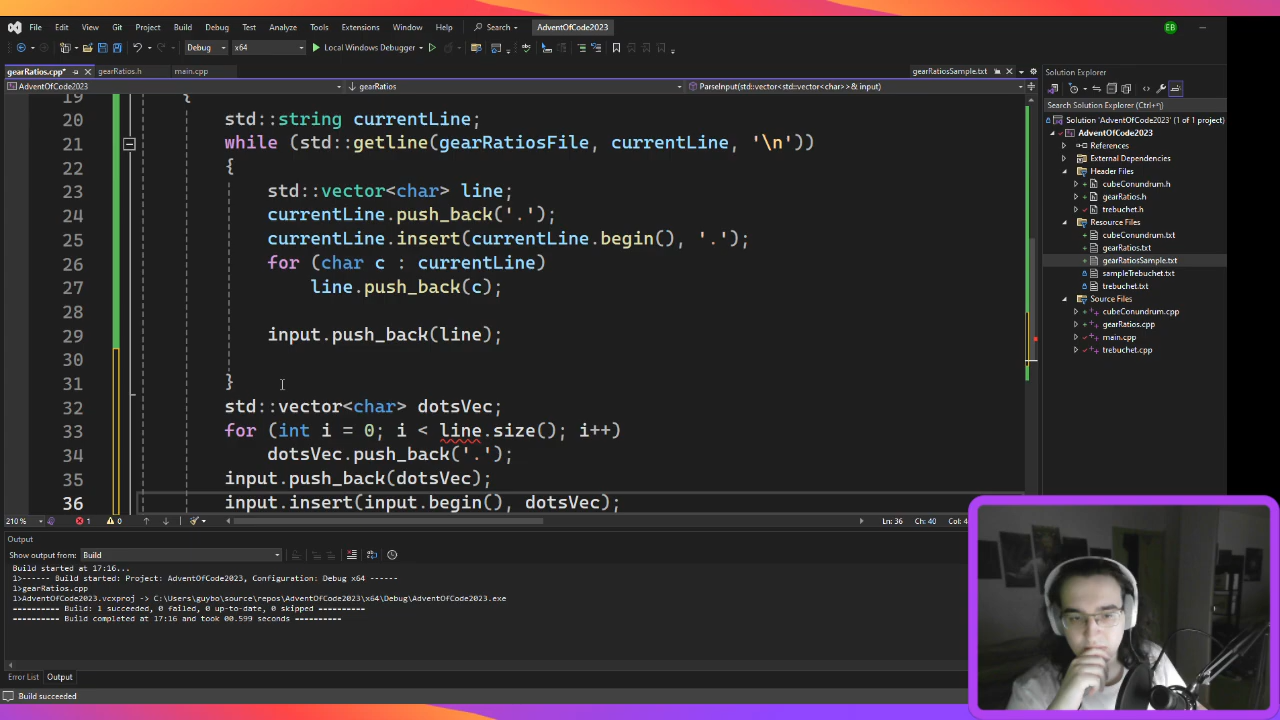 File Edit View Git Project Build Debug Test Analyze Tools Extensions Window Help Search AdventOfCode2023 EB
Debug x64 Local Windows Debugger
gearRatios.cpp* gearRatios.h main.cpp gearRatiosSample.txt
AdventOfCode2023 gearRatios ParseInput(std::vector<std::vector<char>>& input)
19 {
20 std::string currentLine;
21 while (std::getline(gearRatiosFile, currentLine, '\n'))
22 {
23 std::vector<char> line;
24 currentLine.push_back('.');
25 currentLine.insert(currentLine.begin(), '.');
26 for (char c : currentLine)
27 line.push_back(c);
28
29 input.push_back(line);
30
31 }
32 std::vector<char> dotsVec;
33 for (int i = 0; i < line.size(); i++)
34 dotsVec.push_back('.');
35 input.push_back(dotsVec);
36 input.insert(input.begin(), dotsVec);
210 % 1 0 Ln: 36 Ch: 40
Output
Show output from: Build
Build started at 17:16...
1>------ Build started: Project: AdventOfCode2023, Configuration: Debug x64 ------
1>gearRatios.cpp
1>AdventOfCode2023.vcxproj -> C:\Users\guybo\source\repos\AdventOfCode2023\x64\Debug\AdventOfCode2023.exe
========== Build: 1 succeeded, 0 failed, 0 up-to-date, 0 skipped ==========
========== Build completed at 17:16 and took 00.599 seconds ==========
Error List Output
Build succeeded
Solution Explorer
Search Solution Explorer (Ctrl+ç)
Solution 'AdventOfCode2023' (1 of 1 project)
AdventOfCode2023
References
External Dependencies
Header Files
cubeConundrum.h
gearRatios.h
trebuchet.h
Resource Files
cubeConundrum.txt
gearRatios.txt
gearRatiosSample.txt
sampleTrebuchet.txt
trebuchet.txt
Source Files
cubeConundrum.cpp
gearRatios.cpp
main.cpp
trebuchet.cpp